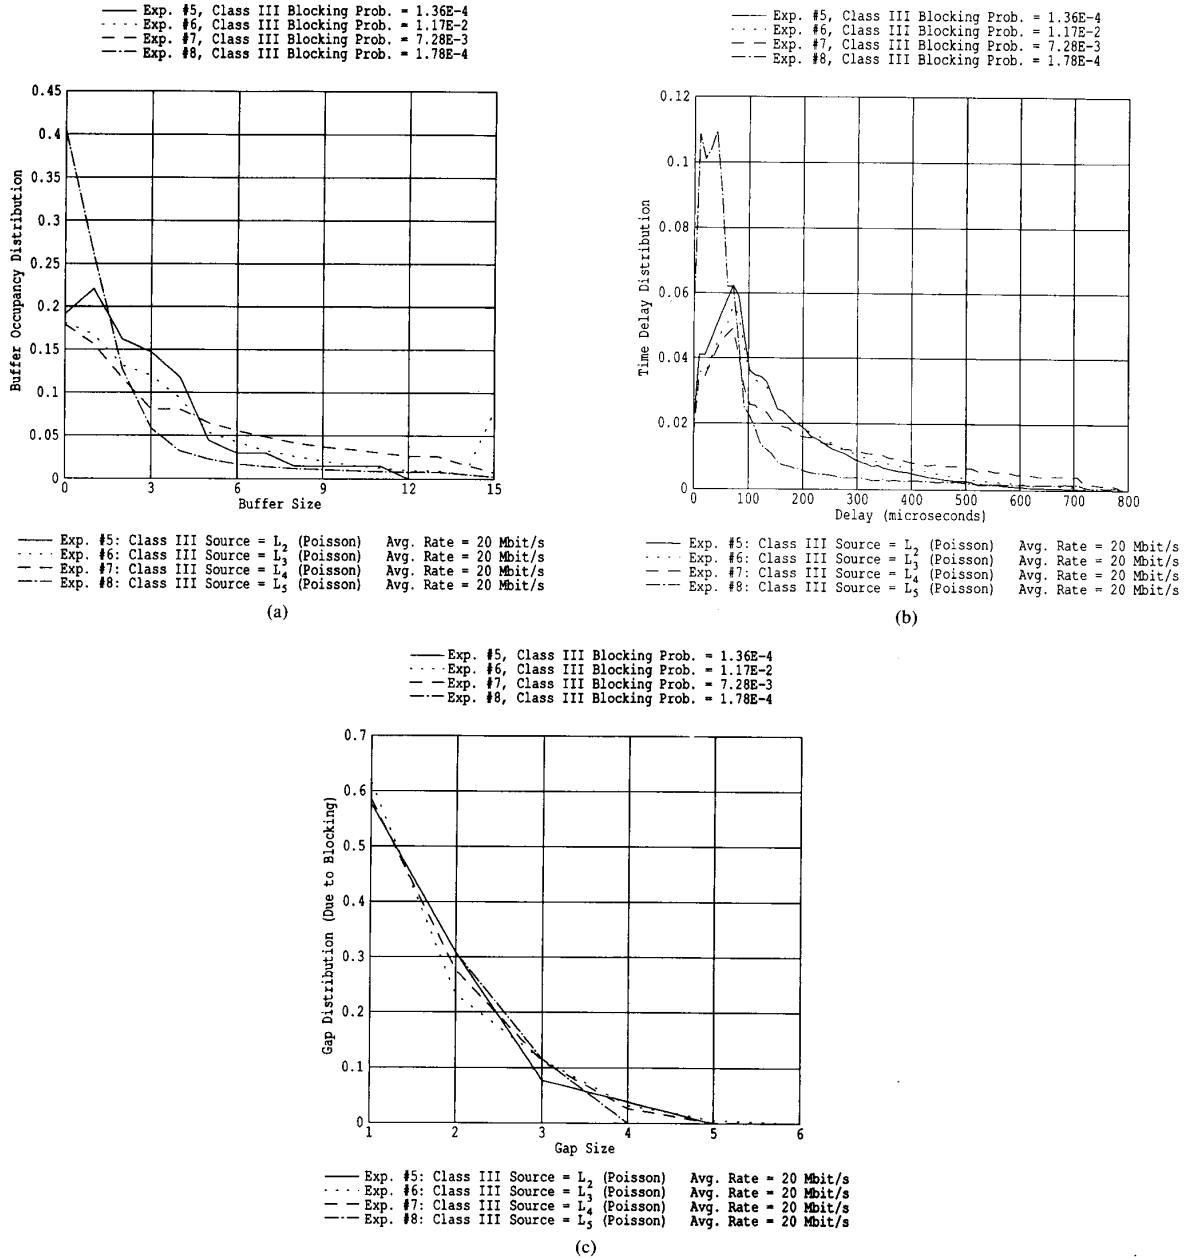 Exp. #5, Class III Blocking Prob. = 1.36E-4
Exp. #6, Class III Blocking Prob. = 1.17E-2
Exp. #7, Class III Blocking Prob. = 7.28E-3
Exp. #8, Class III Blocking Prob. = 1.78E-4
0.45
0.4
0.35
0.3
0.25
0.2
0.15
0.1
0.05
0
Buffer Occupancy Distribution
0 3 6 9 12 15
Buffer Size
Exp. #5: Class III Source = L2 (Poisson) Avg. Rate = 20 Mbit/s
Exp. #6: Class III Source = L3 (Poisson) Avg. Rate = 20 Mbit/s
Exp. #7: Class III Source = L4 (Poisson) Avg. Rate = 20 Mbit/s
Exp. #8: Class III Source = L5 (Poisson) Avg. Rate = 20 Mbit/s
(a)
Exp. #5, Class III Blocking Prob. = 1.36E-4
Exp. #6, Class III Blocking Prob. = 1.17E-2
Exp. #7, Class III Blocking Prob. = 7.28E-3
Exp. #8, Class III Blocking Prob. = 1.78E-4
0.12
0.1
0.08
0.06
0.04
0.02
0
Time Delay Distribution
0 100 200 300 400 500 600 700 800
Delay (microseconds)
Exp. #5: Class III Source = L2 (Poisson) Avg. Rate = 20 Mbit/s
Exp. #6: Class III Source = L3 (Poisson) Avg. Rate = 20 Mbit/s
Exp. #7: Class III Source = L4 (Poisson) Avg. Rate = 20 Mbit/s
Exp. #8: Class III Source = L5 (Poisson) Avg. Rate = 20 Mbit/s
(b)
Exp. #5, Class III Blocking Prob. = 1.36E-4
Exp. #6, Class III Blocking Prob. = 1.17E-2
Exp. #7, Class III Blocking Prob. = 7.28E-3
Exp. #8, Class III Blocking Prob. = 1.78E-4
0.7
0.6
0.5
0.4
0.3
0.2
0.1
0
Gap Distribution (Due to Blocking)
1 2 3 4 5 6
Gap Size
Exp. #5: Class III Source = L2 (Poisson) Avg. Rate = 20 Mbit/s
Exp. #6: Class III Source = L3 (Poisson) Avg. Rate = 20 Mbit/s
Exp. #7: Class III Source = L4 (Poisson) Avg. Rate = 20 Mbit/s
Exp. #8: Class III Source = L5 (Poisson) Avg. Rate = 20 Mbit/s
(c)